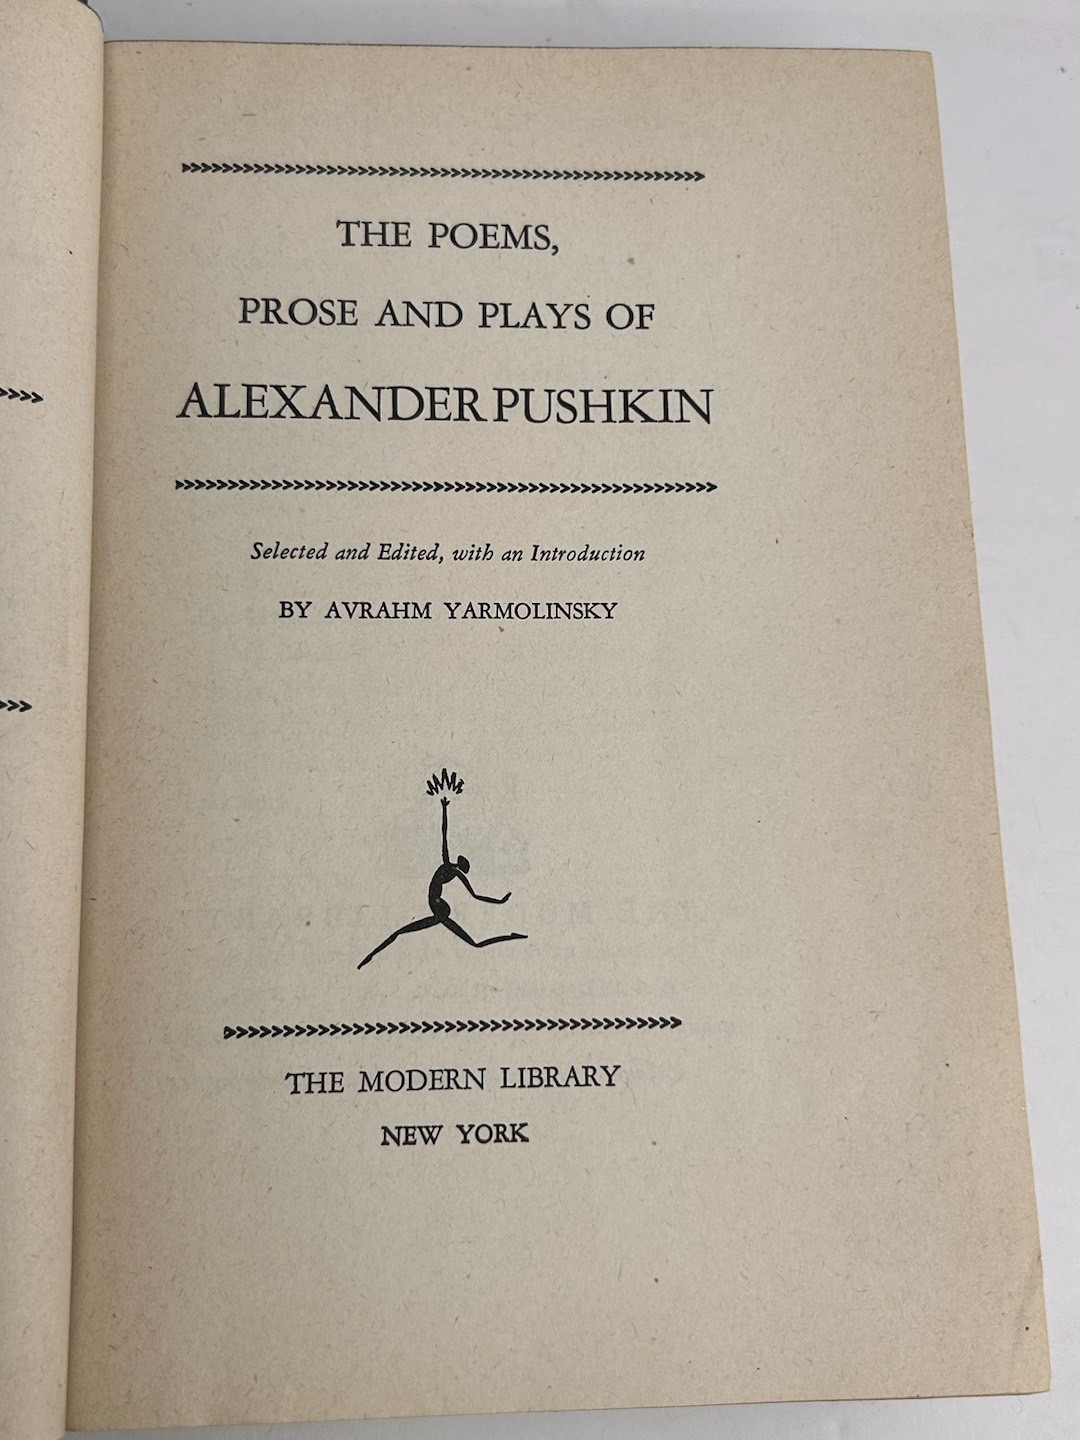 THE POEMS,
PROSE AND PLAYS OF
ALEXANDER PUSHKIN
Selected and Edited, with an Introduction
BY AVRAHM YARMOLINSKY
THE MODERN LIBRARY
NEW YORK